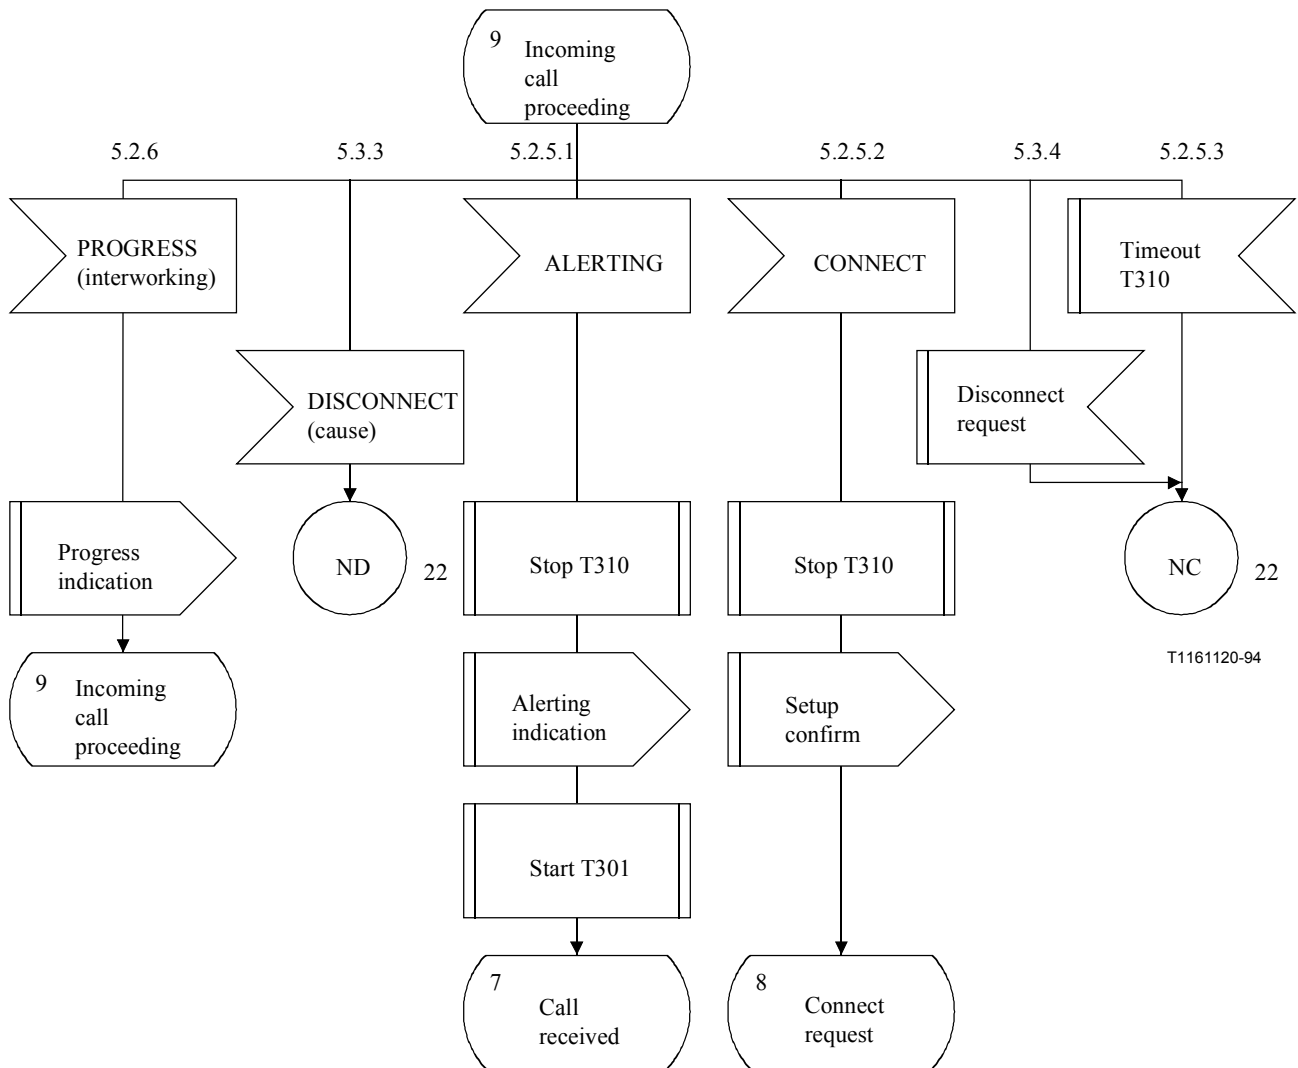 9
Incoming
call
proceeding
5.2.6
5.3.3
5.2.5.1
5.2.5.2
5.3.4
5.2.5.3
PROGRESS
(interworking)
ALERTING
CONNECT
Timeout
T310
DISCONNECT
(cause)
Disconnect
request
Progress
indication
ND
22
Stop T310
Stop T310
NC
22
T1161120-94
9
Incoming
call
proceeding
Alerting
indication
Setup
confirm
Start T301
7
Call
received
8
Connect
request